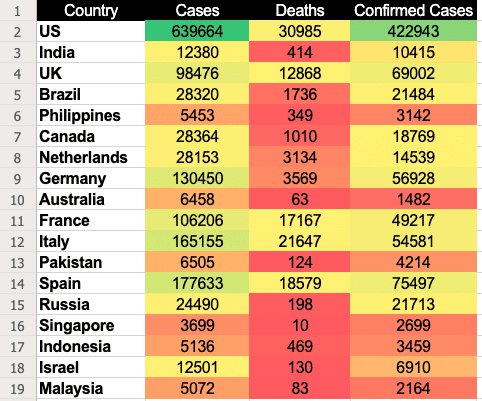 1 Country Cases Deaths Confirmed Cases
2 US 639664 30985 422943
3 India 12380 414 10415
4 UK 98476 12868 69002
5 Brazil 28320 1736 21484
6 Philippines 5453 349 3142
7 Canada 28364 1010 18769
8 Netherlands 28153 3134 14539
9 Germany 130450 3569 56928
10 Australia 6458 63 1482
11 France 106206 17167 49217
12 Italy 165155 21647 54581
13 Pakistan 6505 124 4214
14 Spain 177633 18579 75497
15 Russia 24490 198 21713
16 Singapore 3699 10 2699
17 Indonesia 5136 469 3459
18 Israel 12501 130 6910
19 Malaysia 5072 83 2164